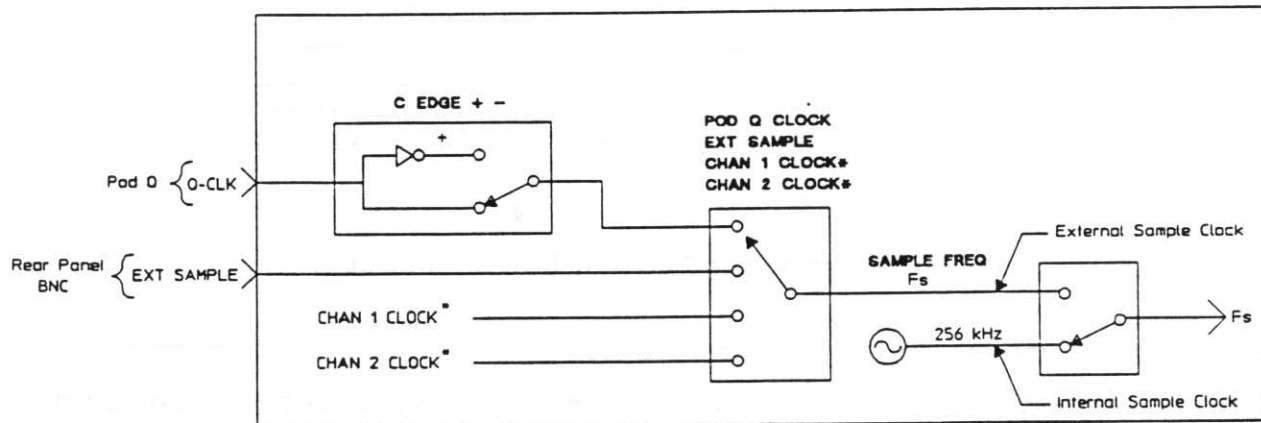 C EDGE + -
+
POD Q CLOCK
EXT SAMPLE
CHAN 1 CLOCK*
CHAN 2 CLOCK*
Pod Q
Q-CLK
Rear Panel
BNC
EXT SAMPLE
CHAN 1 CLOCK*
CHAN 2 CLOCK*
SAMPLE FREQ
Fs
External Sample Clock
256 kHz
Fs
Internal Sample Clock